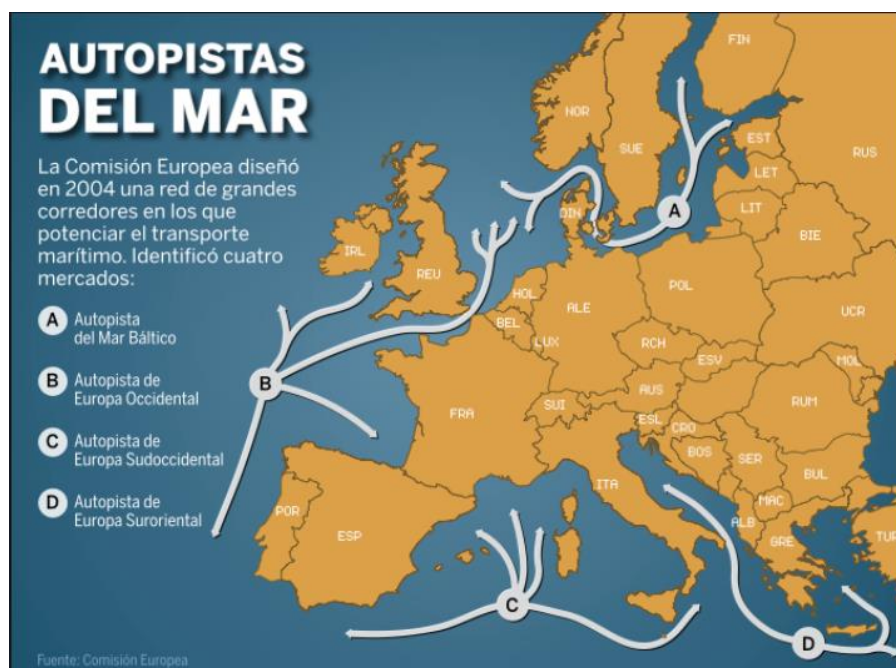 AUTOPISTAS
DEL MAR
La Comisión Europea diseñó
en 2004 una red de grandes
corredores en los que
potenciar el transporte
marítimo. Identificó cuatro
mercados:
A Autopista
del Mar Báltico
B Autopista de
Europa Occidental
C Autopista de
Europa Sudoccidental
D Autopista de
Europa Suroriental
FIN
NOR
SUE
EST
RUS
LET
DIN
A
LIT
BIE
IRL
REU
HOL
ALE
POL
BEL
UCR
LUX
RCH
ESV
MOL
B
AUS
FRA
SUI
ESL
CRO
RUM
BOS
SER
ITA
BUL
MAC
POR
ESP
ALB
GRE
TUR
C
D
Fuente: Comisión Europea